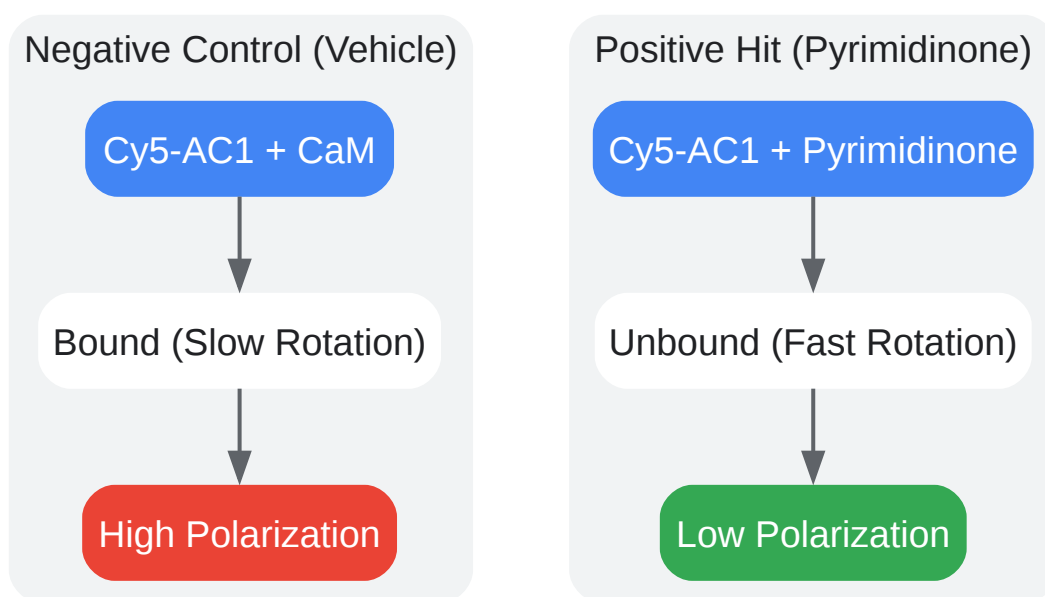 Negative Control (Vehicle)
Cy5-AC1 + CaM
Bound (Slow Rotation)
High Polarization
Positive Hit (Pyrimidinone)
Cy5-AC1 + Pyrimidinone
Unbound (Fast Rotation)
Low Polarization